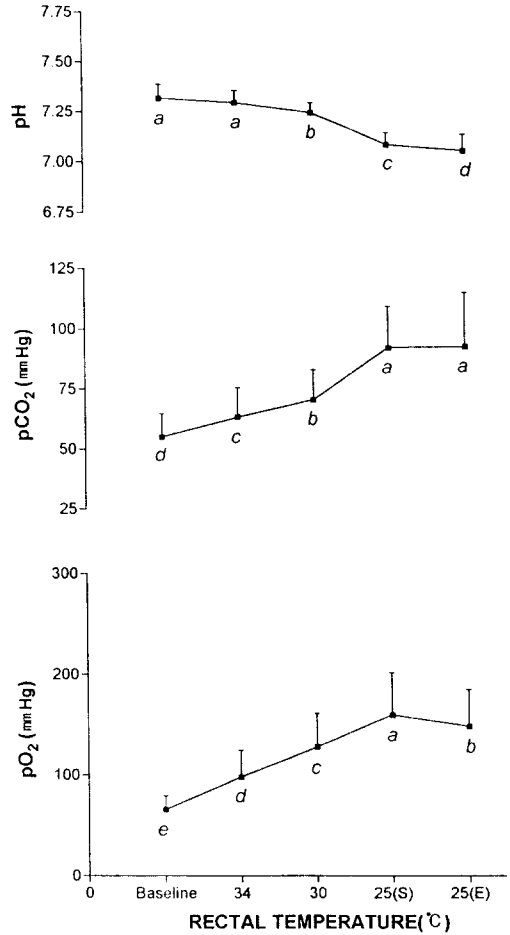 7.75
7.50
7.25
7.00
6.75
pH
a a b c d
125
100
75
50
25
pCO₂ (mmHg)
d c b a a
300
200
100
0
pO₂ (mmHg)
e d c a b
0 Baseline 34 30 25(S) 25(E)
RECTAL TEMPERATURE(℃)